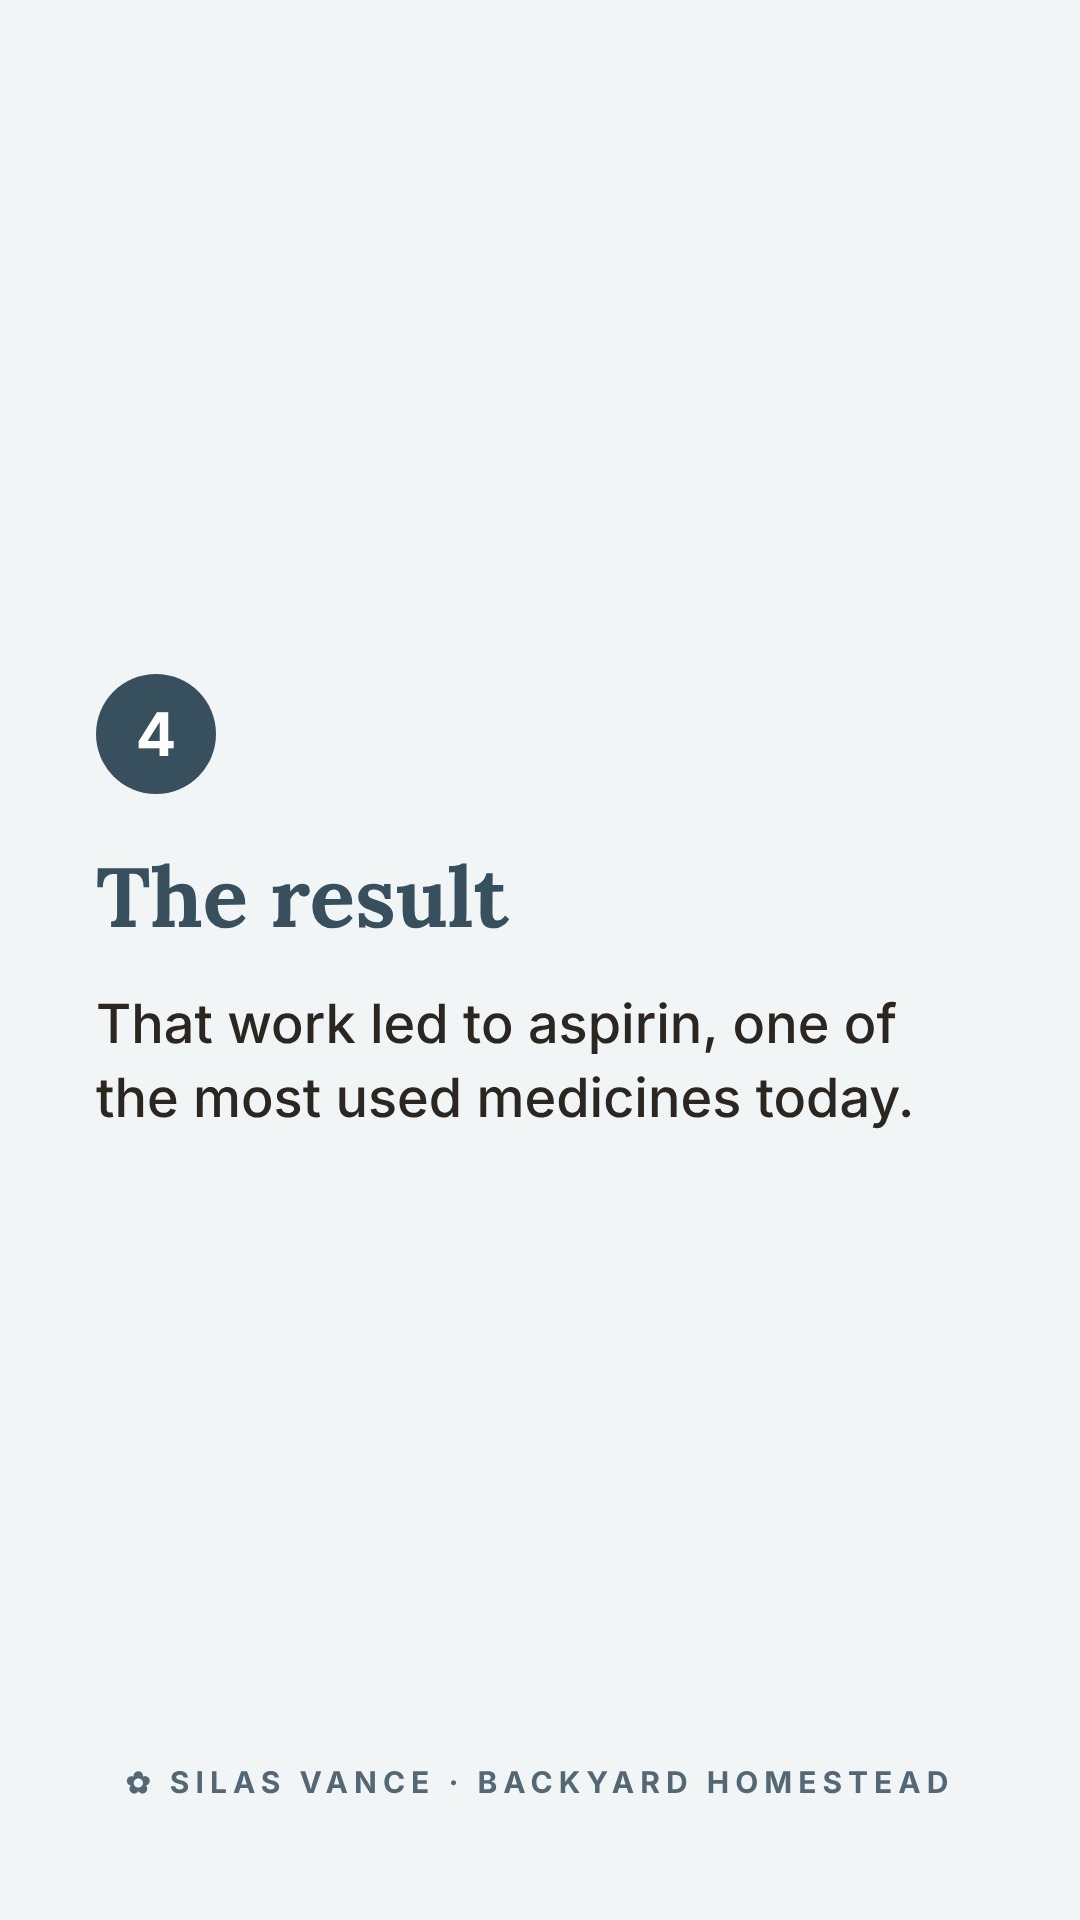 4
The result
That work led to aspirin, one of
the most used medicines today.
✿ SILAS VANCE · BACKYARD HOMESTEAD